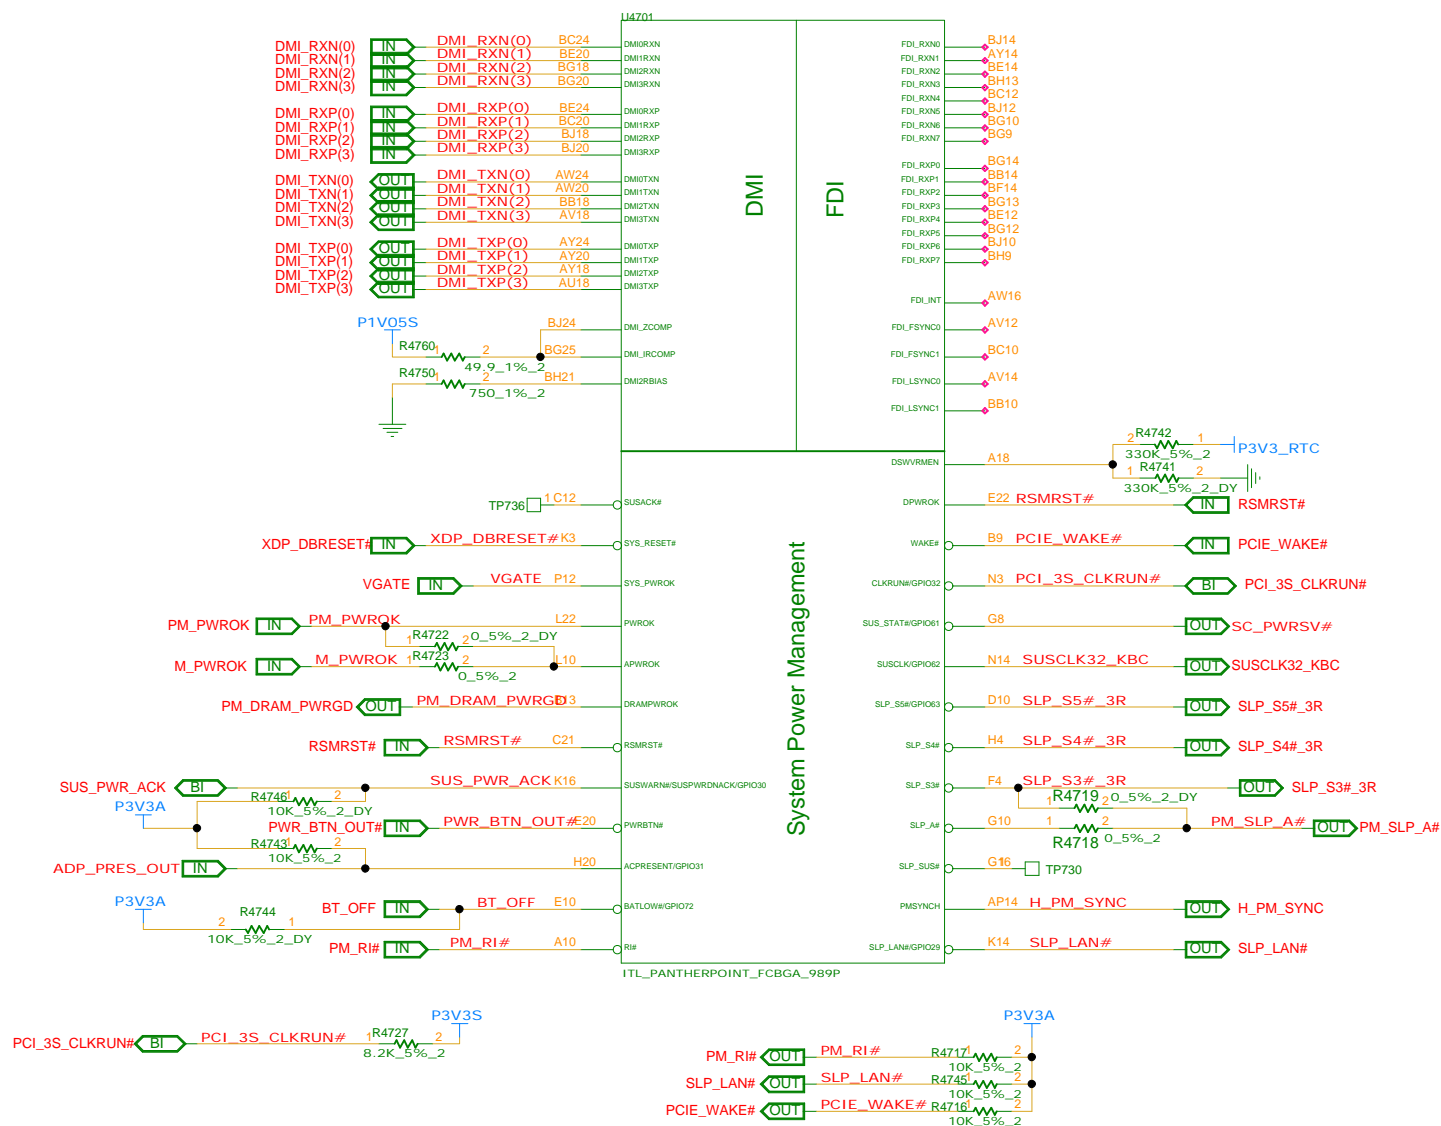 U4701
DMI_RXN(0) IN DMI_RXN(0) BC24 DMI0RXN
DMI_RXN(1) IN DMI_RXN(1) BE20 DMI1RXN
DMI_RXN(2) IN DMI_RXN(2) BG18 DMI2RXN
DMI_RXN(3) IN DMI_RXN(3) BG20 DMI3RXN
DMI_RXP(0) IN DMI_RXP(0) BE24 DMI0RXP
DMI_RXP(1) IN DMI_RXP(1) BC20 DMI1RXP
DMI_RXP(2) IN DMI_RXP(2) BJ18 DMI2RXP
DMI_RXP(3) IN DMI_RXP(3) BJ20 DMI3RXP
DMI_TXN(0) OUT DMI_TXN(0) AW24 DMI0TXN
DMI_TXN(1) OUT DMI_TXN(1) AW20 DMI1TXN
DMI_TXN(2) OUT DMI_TXN(2) BB18 DMI2TXN
DMI_TXN(3) OUT DMI_TXN(3) AV18 DMI3TXN
DMI_TXP(0) OUT DMI_TXP(0) AY24 DMI0TXP
DMI_TXP(1) OUT DMI_TXP(1) AY20 DMI1TXP
DMI_TXP(2) OUT DMI_TXP(2) AY18 DMI2TXP
DMI_TXP(3) OUT DMI_TXP(3) AU18 DMI3TXP
P1V05S
BJ24 DMI_ZCOMP
R4760 1 2 BG25 DMI_IRCOMP
49.9_1%_2
R4750 1 2 BH21 DMI2RBIAS
750_1%_2
DMI
FDI
FDI_RXN0 BJ14
FDI_RXN1 AY14
FDI_RXN2 BE14
FDI_RXN3 BH13
FDI_RXN4 BC12
FDI_RXN5 BJ12
FDI_RXN6 BG10
FDI_RXN7 BG9
FDI_RXP0 BG14
FDI_RXP1 BB14
FDI_RXP2 BF14
FDI_RXP3 BG13
FDI_RXP4 BE12
FDI_RXP5 BG12
FDI_RXP6 BJ10
FDI_RXP7 BH9
FDI_INT AW16
FDI_FSYNC0 AV12
FDI_FSYNC1 BC10
FDI_LSYNC0 AV14
FDI_LSYNC1 BB10
System Power Management
TP736 1 C12 SUSACK#
XDP_DBRESET# IN XDP_DBRESET# K3 SYS_RESET#
VGATE IN VGATE P12 SYS_PWROK
PM_PWROK IN PM_PWROK L22 PWROK
R4722 1 2 0_5%_2_DY
M_PWROK IN M_PWROK R4723 1 2 L10 APWROK
0_5%_2
PM_DRAM_PWRGD OUT PM_DRAM_PWRGD 13 DRAMPWROK
RSMRST# IN RSMRST# C21 RSMRST#
SUS_PWR_ACK BI SUS_PWR_ACK K16 SUSWARN#/SUSPWRDNACK/GPIO30
P3V3A R4746 1 2
10K_5%_2_DY
PWR_BTN_OUT# IN PWR_BTN_OUT# E20 PWRBTN#
R4743 1 2
10K_5%_2
ADP_PRES_OUT IN H20 ACPRESENT/GPIO31
P3V3A
BT_OFF IN BT_OFF E10 BATLOW#/GPIO72
2 R4744 1
10K_5%_2_DY
PM_RI# IN PM_RI# A10 RI#
DSWVRMEN A18
2 R4742 1 P3V3_RTC
330K_5%_2
1 R4741 2
330K_5%_2_DY
DPWROK E22 RSMRST# IN RSMRST#
WAKE# B9 PCIE_WAKE# IN PCIE_WAKE#
CLKRUN#/GPIO32 N3 PCI_3S_CLKRUN# BI PCI_3S_CLKRUN#
SUS_STAT#/GPIO61 G8 OUT SC_PWRSV#
SUSCLK/GPIO62 N14 SUSCLK32_KBC OUT SUSCLK32_KBC
SLP_S5#/GPIO63 D10 SLP_S5#_3R OUT SLP_S5#_3R
SLP_S4# H4 SLP_S4#_3R OUT SLP_S4#_3R
SLP_S3# F4 SLP_S3#_3R OUT SLP_S3#_3R
R4719 1 2 0_5%_2_DY
SLP_A# G10 1 R4718 2 0_5%_2 PM_SLP_A# OUT PM_SLP_A#
SLP_SUS# G16 1 TP730
PMSYNCH AP14 H_PM_SYNC OUT H_PM_SYNC
SLP_LAN#/GPIO29 K14 SLP_LAN# OUT SLP_LAN#
ITL_PANTHERPOINT_FCBGA_989P
P3V3S
PCI_3S_CLKRUN# BI PCI_3S_CLKRUN# 1 R4727 2
8.2K_5%_2
P3V3A
PM_RI# OUT PM_RI# R4717 1 2
10K_5%_2
SLP_LAN# OUT SLP_LAN# R4745 1 2
10K_5%_2
PCIE_WAKE# OUT PCIE_WAKE# R4716 1 2
10K_5%_2